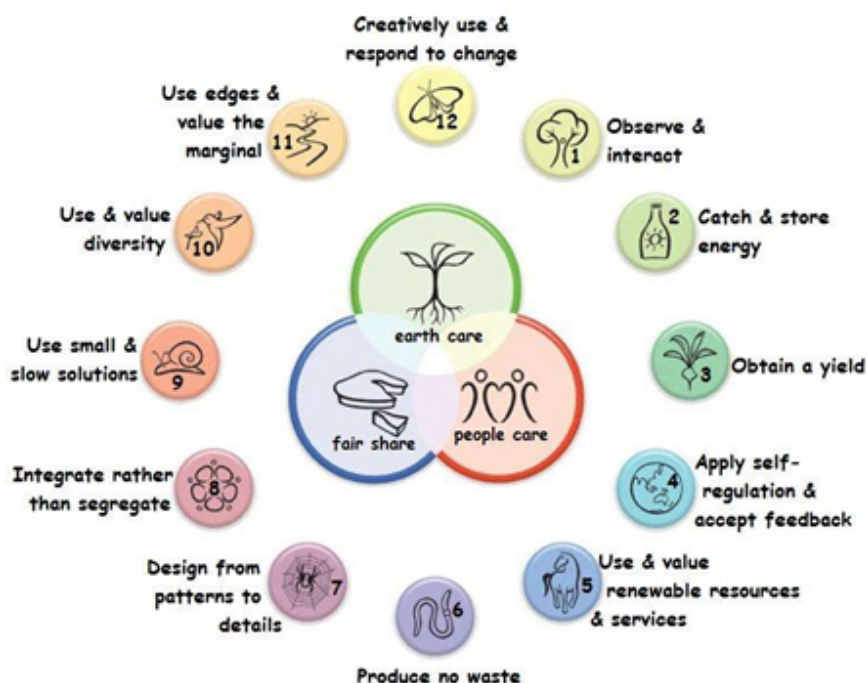 Creatively use &
respond to change
12
Observe &
interact
1
Catch & store
energy
2
Obtain a yield
3
Apply self-
regulation &
accept feedback
4
Use & value
renewable resources
& services
5
Produce no waste
6
Design from
patterns to
details
7
Integrate rather
than segregate
8
Use small &
slow solutions
9
Use & value
diversity
10
Use edges &
value the
marginal
11
earth care
fair share
people care